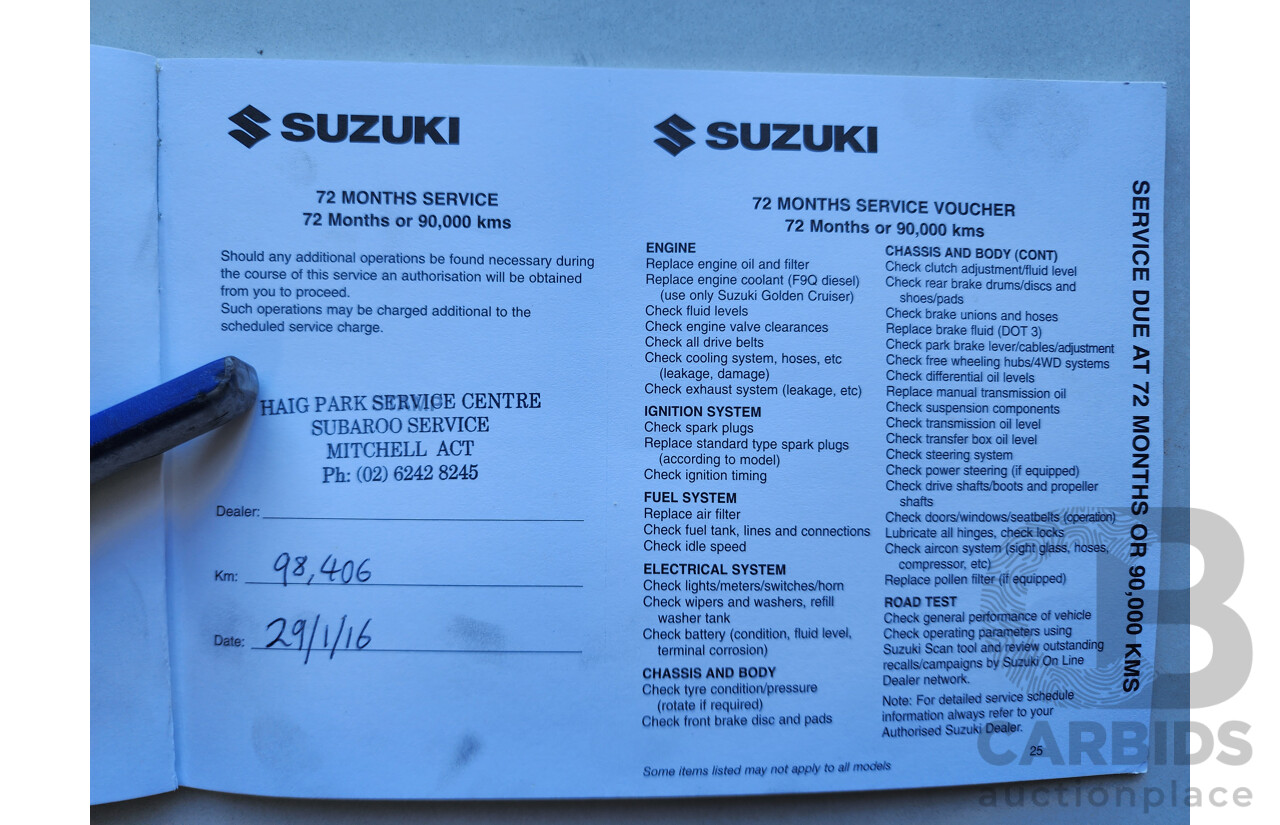 SUZUKI
72 MONTHS SERVICE
72 Months or 90,000 kms
Should any additional operations be found necessary during
the course of this service an authorisation will be obtained
from you to proceed.
Such operations may be charged additional to the
scheduled service charge.
HAIG PARK SERVICE CENTRE
SUBAROO SERVICE
MITCHELL ACT
Ph: (02) 6242 8245
Dealer:
Km: 98,406
Date: 29/1/16
SUZUKI
72 MONTHS SERVICE VOUCHER
72 Months or 90,000 kms
ENGINE
Replace engine oil and filter
Replace engine coolant (F9Q diesel)
(use only Suzuki Golden Cruiser)
Check fluid levels
Check engine valve clearances
Check all drive belts
Check cooling system, hoses, etc
(leakage, damage)
Check exhaust system (leakage, etc)
IGNITION SYSTEM
Check spark plugs
Replace standard type spark plugs
(according to model)
Check ignition timing
FUEL SYSTEM
Replace air filter
Check fuel tank, lines and connections
Check idle speed
ELECTRICAL SYSTEM
Check lights/meters/switches/horn
Check wipers and washers, refill
washer tank
Check battery (condition, fluid level,
terminal corrosion)
CHASSIS AND BODY
Check tyre condition/pressure
(rotate if required)
Check front brake disc and pads
CHASSIS AND BODY (CONT)
Check clutch adjustment/fluid level
Check rear brake drums/discs and
shoes/pads
Check brake unions and hoses
Replace brake fluid (DOT 3)
Check park brake lever/cables/adjustment
Check free wheeling hubs/4WD systems
Check differential oil levels
Replace manual transmission oil
Check suspension components
Check transmission oil level
Check transfer box oil level
Check steering system
Check power steering (if equipped)
Check drive shafts/boots and propeller
shafts
Check doors/windows/seatbelts (operation)
Lubricate all hinges, check locks
Check aircon system (sight glass, hoses,
compressor, etc)
Replace pollen filter (if equipped)
ROAD TEST
Check general performance of vehicle
Check operating parameters using
Suzuki Scan tool and review outstanding
recalls/campaigns by Suzuki On Line
Dealer network.
Note: For detailed service schedule
information always refer to your
Authorised Suzuki Dealer.
25
Some items listed may not apply to all models
SERVICE DUE AT 72 MONTHS OR 90,000 KMS
CB
CARBIDS
auctionplace